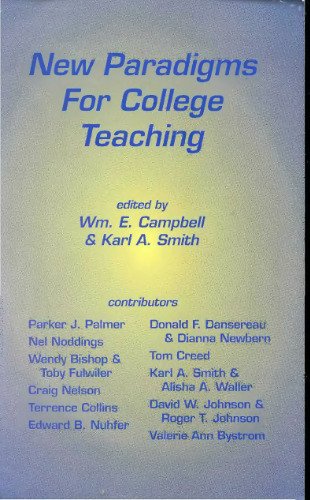 New Paradigms
For College
Teaching
edited by
Wm. E. Campbell
& Karl A. Smith
contributors
Parker J. Palmer
Nel Noddings
Wendy Bishop &
Toby Fulwiler
Craig Nelson
Terrence Collins
Edward B. Nuhfer
Donald F. Dansereau
& Dianna Newbern
Tom Creed
Karl A. Smith &
Alisha A. Waller
David W. Johnson &
Roger T. Johnson
Valerie Ann Bystrom